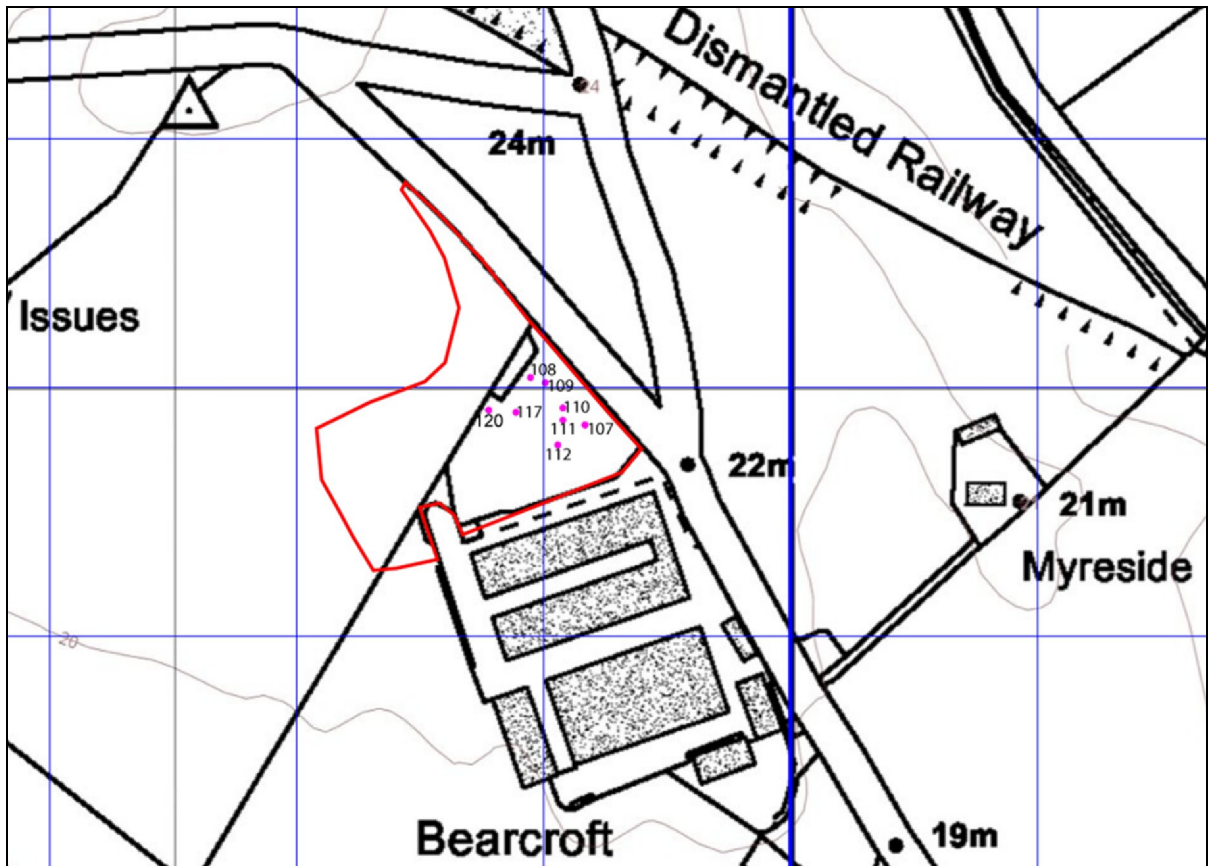 Dismantled Railway
24
24m
Issues
108
109
110
120
117
111
107
112
22m
21m
Myreside
20
Bearcroft
19m